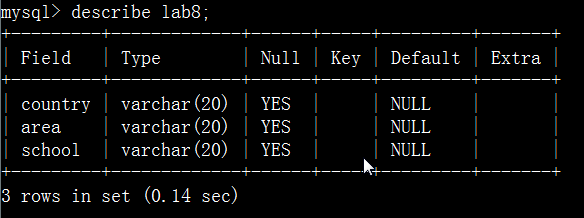 mysql> describe lab8;
+---------+-------------+------+-----+---------+-------+
| Field   | Type        | Null | Key | Default | Extra |
+---------+-------------+------+-----+---------+-------+
| country | varchar(20) | YES  |     | NULL    |       |
| area    | varchar(20) | YES  |     | NULL    |       |
| school  | varchar(20) | YES  |     | NULL    |       |
+---------+-------------+------+-----+---------+-------+
3 rows in set (0.14 sec)